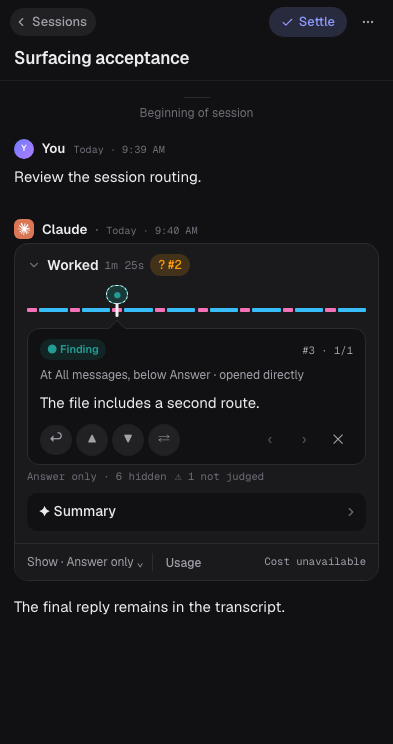 Sessions
Settle
Surfacing acceptance
Beginning of session
Y You Today · 9:39 AM
Review the session routing.
Claude · Today · 9:40 AM
Worked 1m 25s ? #2
Finding #3 · 1/1
At All messages, below Answer · opened directly
The file includes a second route.
Answer only · 6 hidden ⚠ 1 not judged
Summary
Show · Answer only Usage Cost unavailable
The final reply remains in the transcript.